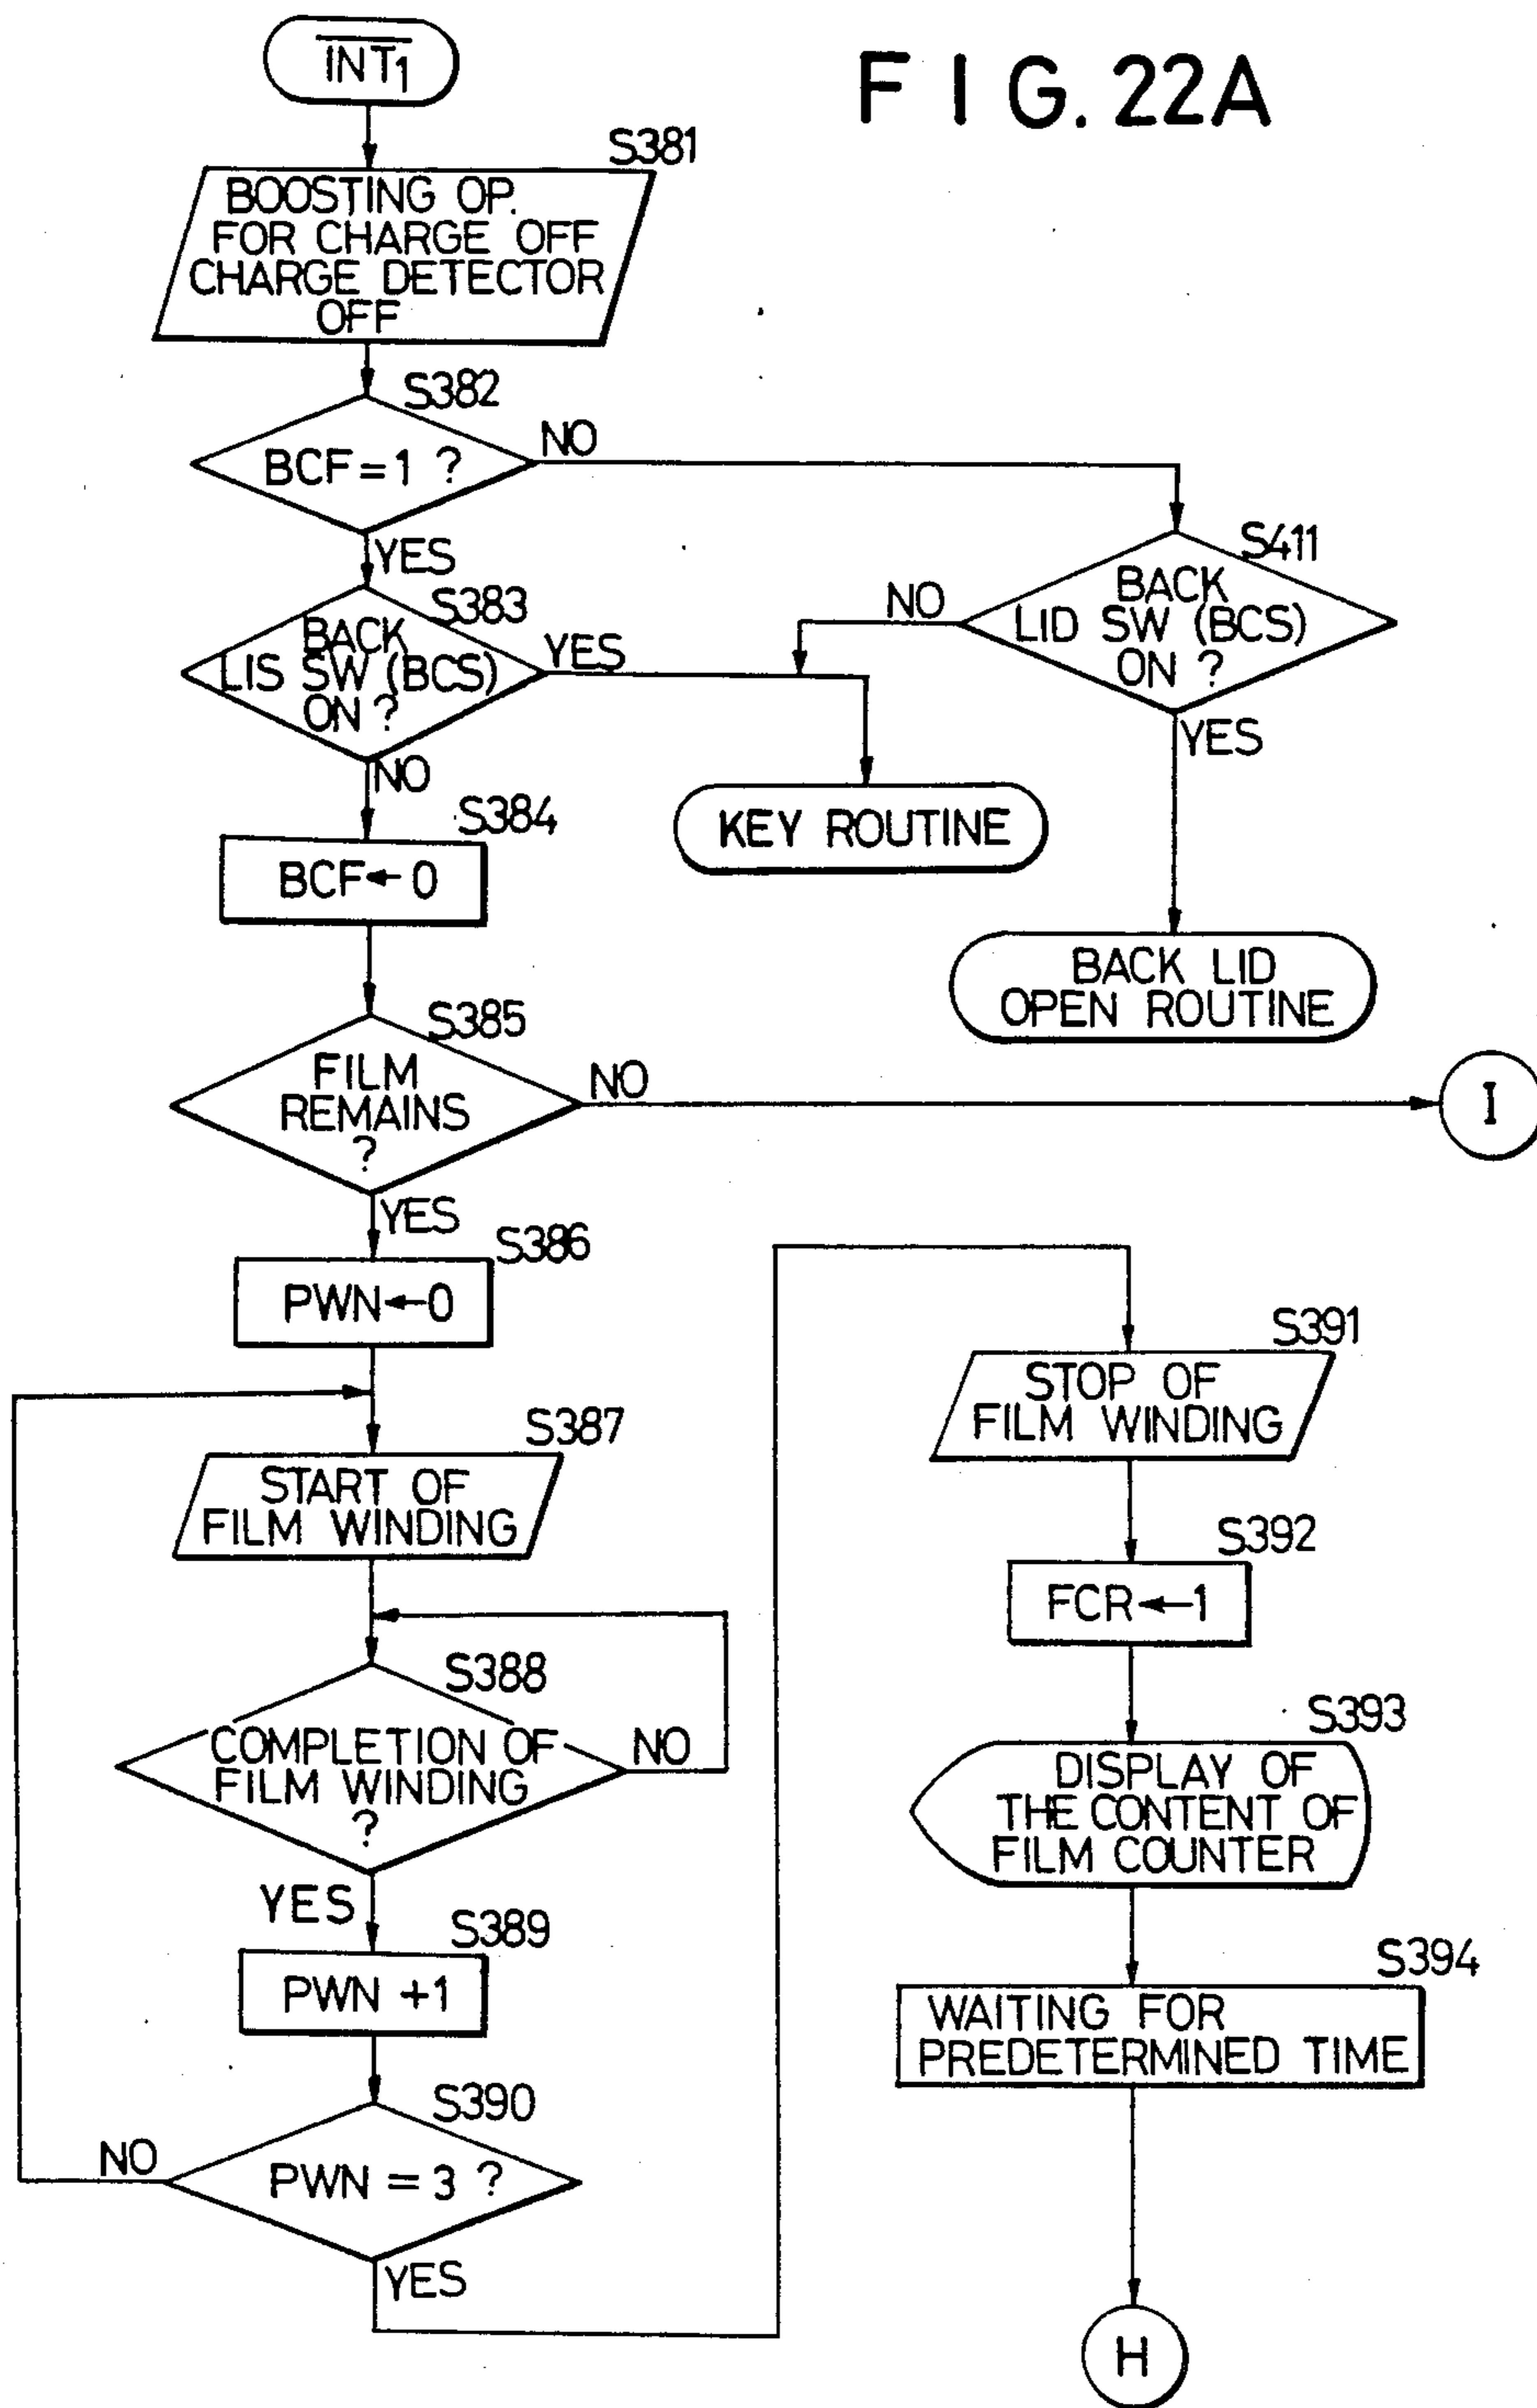 INT1
F I G. 22A
S381
BOOSTING OP.
FOR CHARGE OFF
CHARGE DETECTOR
OFF
S382
BCF=1 ?
NO
YES
S383
BACK
LIS SW (BCS)
ON ?
YES
NO
S411
BACK
LID SW (BCS)
ON ?
NO
YES
KEY ROUTINE
BACK LID
OPEN ROUTINE
S384
BCF←0
S385
FILM
REMAINS
?
NO
I
YES
S386
PWN←0
S387
START OF
FILM WINDING
S388
COMPLETION OF
FILM WINDING
?
NO
YES
S389
PWN +1
S390
PWN = 3 ?
NO
YES
S391
STOP OF
FILM WINDING
S392
FCR←1
S393
DISPLAY OF
THE CONTENT OF
FILM COUNTER
S394
WAITING FOR
PREDETERMINED TIME
H